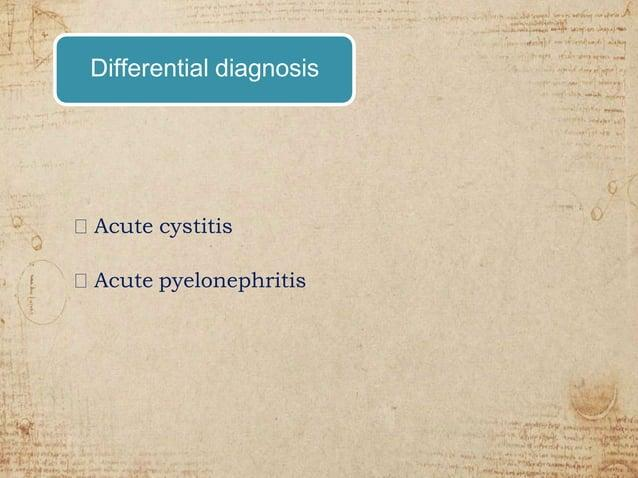 Differential diagnosis
Acute cystitis
Acute pyelonephritis